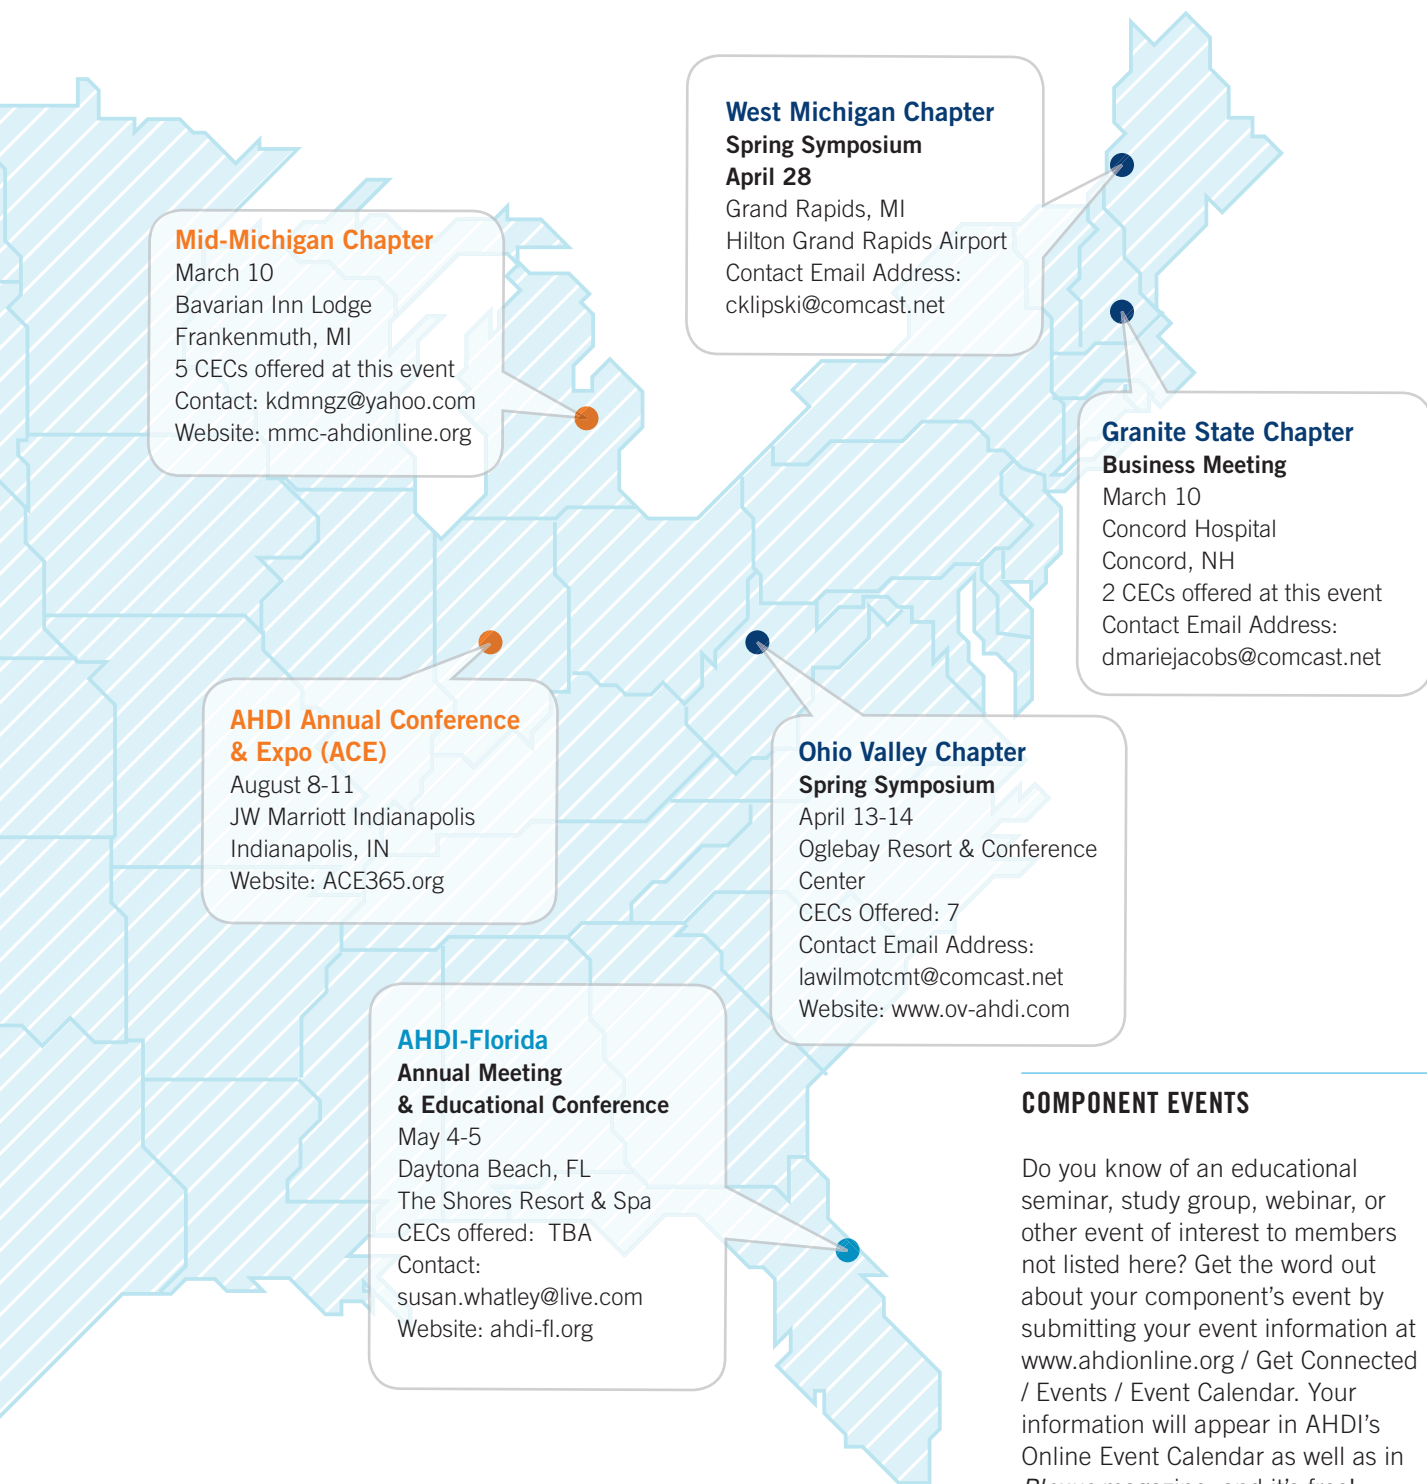 West Michigan Chapter
Spring Symposium
April 28
Grand Rapids, MI
Hilton Grand Rapids Airport
Contact Email Address:
cklipski@comcast.net
Mid-Michigan Chapter
March 10
Bavarian Inn Lodge
Frankenmuth, MI
5 CECs offered at this event
Contact: kdmngz@yahoo.com
Website: mmc-ahdionline.org
Granite State Chapter
Business Meeting
March 10
Concord Hospital
Concord, NH
2 CECs offered at this event
Contact Email Address:
dmariejacobs@comcast.net
AHDI Annual Conference
& Expo (ACE)
August 8-11
JW Marriott Indianapolis
Indianapolis, IN
Website: ACE365.org
Ohio Valley Chapter
Spring Symposium
April 13-14
Oglebay Resort & Conference
Center
CECs Offered: 7
Contact Email Address:
lawilmotcmt@comcast.net
Website: www.ov-ahdi.com
AHDI-Florida
Annual Meeting
& Educational Conference
May 4-5
Daytona Beach, FL
The Shores Resort & Spa
CECs offered: TBA
Contact:
susan.whatley@live.com
Website: ahdi-fl.org
COMPONENT EVENTS
Do you know of an educational
seminar, study group, webinar, or
other event of interest to members
not listed here? Get the word out
about your component's event by
submitting your event information at
www.ahdionline.org / Get Connected
/ Events / Event Calendar. Your
information will appear in AHDI's
Online Event Calendar as well as in
magazine, and it's free!